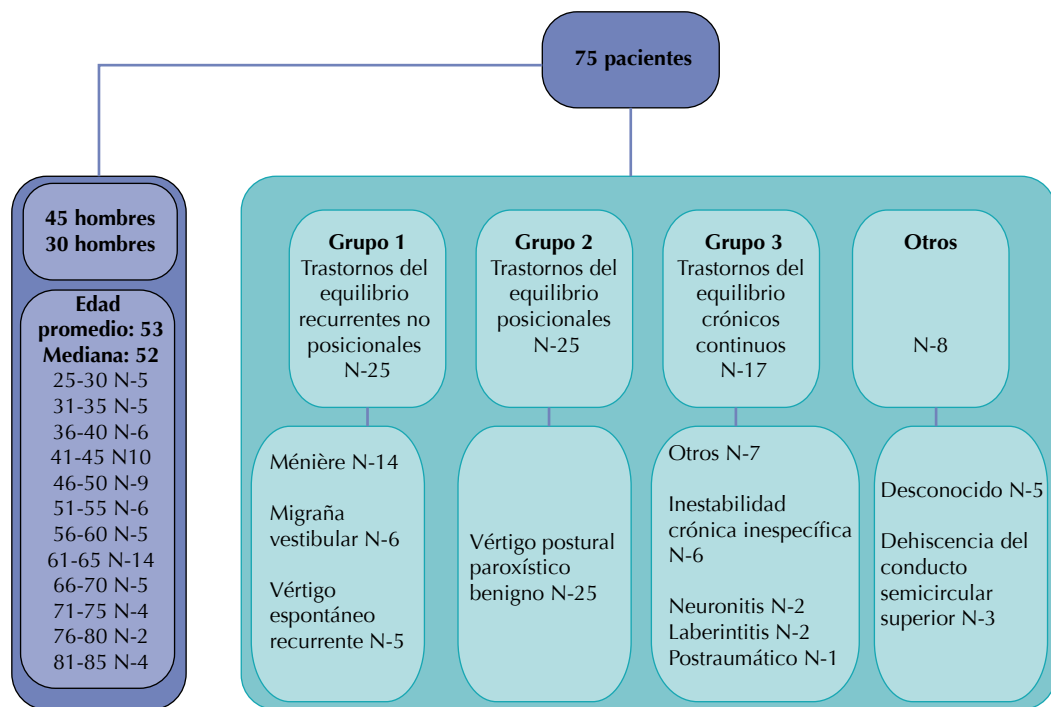 75 pacientes
45 hombres
30 hombres
Edad
promedio: 53
Mediana: 52
25-30 N-5
31-35 N-5
36-40 N-6
41-45 N10
46-50 N-9
51-55 N-6
56-60 N-5
61-65 N-14
66-70 N-5
71-75 N-4
76-80 N-2
81-85 N-4
Grupo 1
Trastornos del
equilibrio
recurrentes no
posicionales
N-25
Grupo 2
Trastornos del
equilibrio
posicionales
N-25
Grupo 3
Trastornos del
equilibrio
crónicos
continuos
N-17
Otros
N-8
Ménière N-14
Migraña
vestibular N-6
Vértigo
espontáneo
recurrente N-5
Vértigo postural
paroxístico
benigno N-25
Otros N-7
Inestabilidad
crónica inespecífica
N-6
Neuronitis N-2
Laberintitis N-2
Postraumático N-1
Desconocido N-5
Dehiscencia del
conducto
semicircular
superior N-3